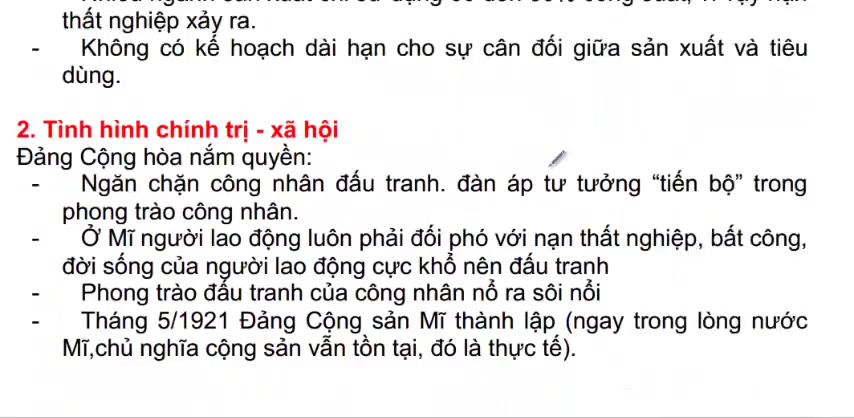 thất nghiệp xảy ra.
- Không có kế hoạch dài hạn cho sự cân đối giữa sản xuất và tiêu
dùng.
2. Tình hình chính trị - xã hội
Đảng Cộng hòa nắm quyền:
- Ngăn chặn công nhân đấu tranh. đàn áp tư tưởng “tiến bộ” trong
phong trào công nhân.
- Ở Mĩ người lao động luôn phải đối phó với nạn thất nghiệp, bất công,
đời sống của người lao động cực khổ nên đấu tranh
- Phong trào đấu tranh của công nhân nổ ra sôi nổi
- Tháng 5/1921 Đảng Cộng sản Mĩ thành lập (ngay trong lòng nước
Mĩ,chủ nghĩa cộng sản vẫn tồn tại, đó là thực tế).